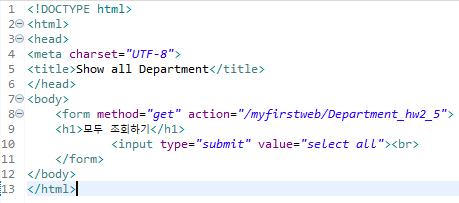 1 <!DOCTYPE html>
2 <html>
3 <head>
4 <meta charset="UTF-8">
5 <title>Show all Department</title>
6 </head>
7 <body>
8 <form method="get" action="/myfirstweb/Department_hw2_5">
9 <h1>모두 조회하기</h1>
10 <input type="submit" value="select all"><br>
11 </form>
12 </body>
13 </html>